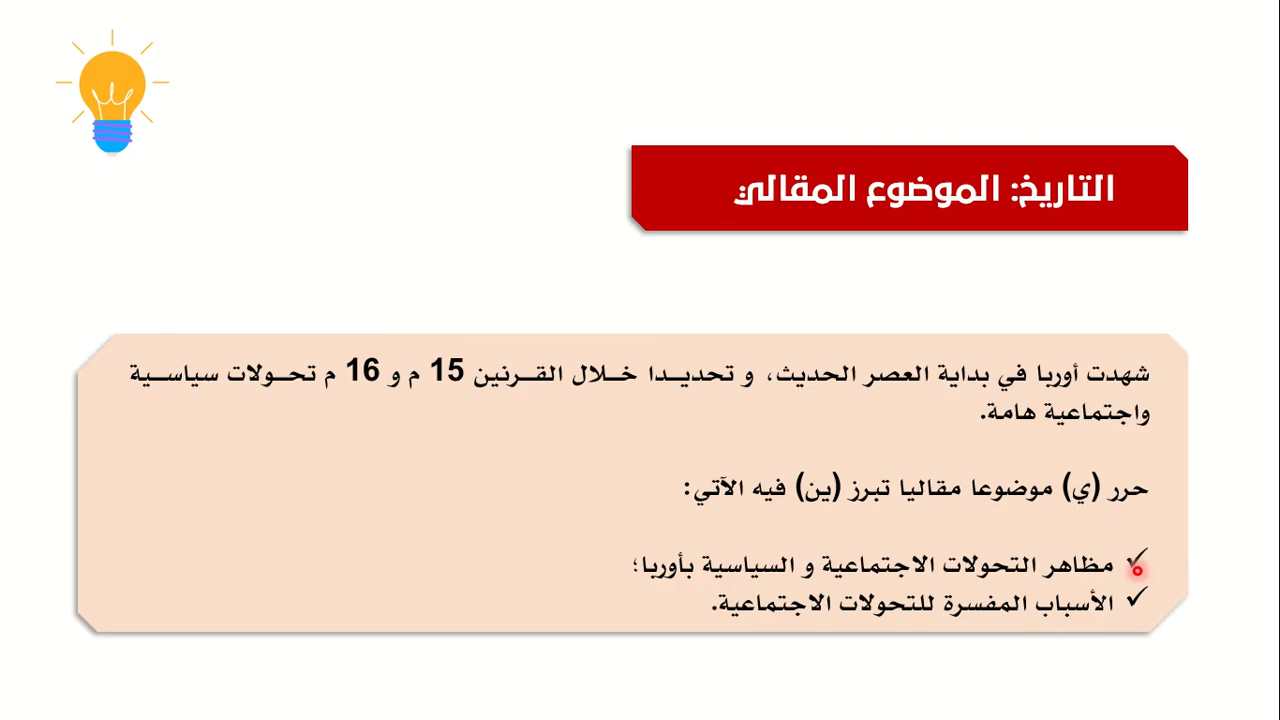 التاريخ: الموضوع المقالي
شهدت أوربا في بداية العصر الحديث، و تحديدا خلال القرنين 15 م و 16 م تحولات سياسية
واجتماعية هامة.
حرر (ي) موضوعا مقاليا تبرز (ين) فيه الآتي:
✓ مظاهر التحولات الاجتماعية و السياسية بأوربا؛
✓ الأسباب المفسرة للتحولات الاجتماعية.